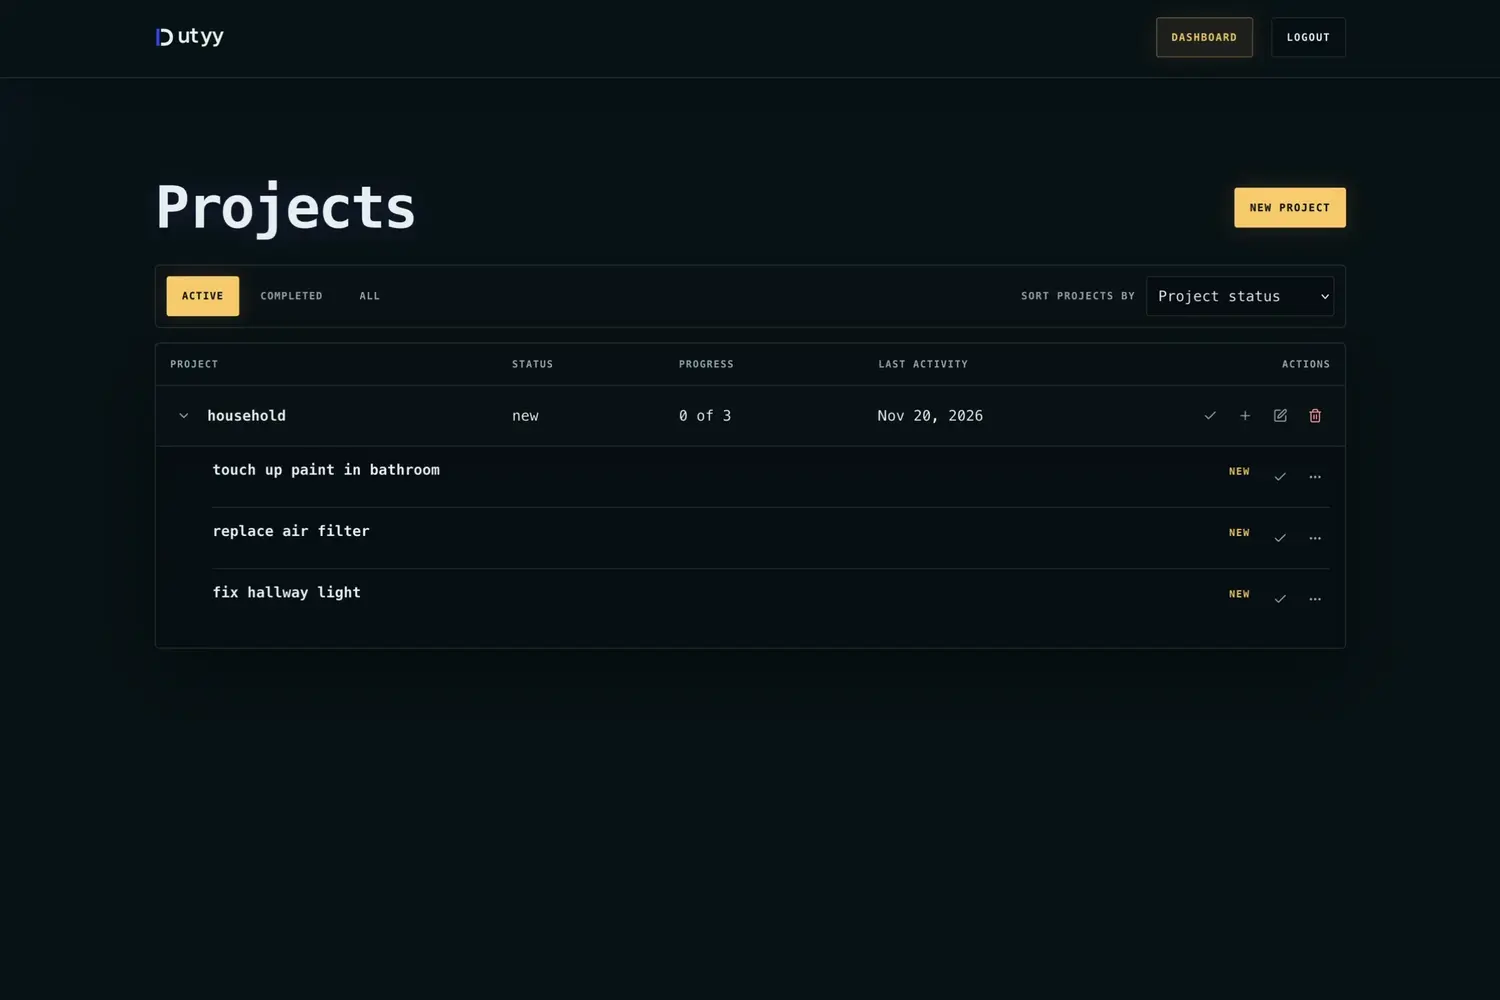 Dutyy
DASHBOARD
LOGOUT
Projects
NEW PROJECT
ACTIVE
COMPLETED
ALL
SORT PROJECTS BY
Project status
PROJECT
STATUS
PROGRESS
LAST ACTIVITY
ACTIONS
household
new
0 of 3
Nov 20, 2026
touch up paint in bathroom
NEW
replace air filter
NEW
fix hallway light
NEW